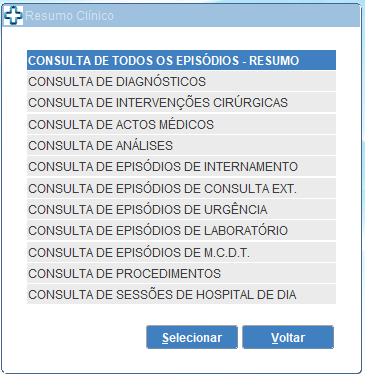 Resumo Clínico
CONSULTA DE TODOS OS EPISÓDIOS - RESUMO
CONSULTA DE DIAGNÓSTICOS
CONSULTA DE INTERVENÇÕES CIRÚRGICAS
CONSULTA DE ACTOS MÉDICOS
CONSULTA DE ANÁLISES
CONSULTA DE EPISÓDIOS DE INTERNAMENTO
CONSULTA DE EPISÓDIOS DE CONSULTA EXT.
CONSULTA DE EPISÓDIOS DE URGÊNCIA
CONSULTA DE EPISÓDIOS DE LABORATÓRIO
CONSULTA DE EPISÓDIOS DE M.C.D.T.
CONSULTA DE PROCEDIMENTOS
CONSULTA DE SESSÕES DE HOSPITAL DE DIA
Selecionar Voltar